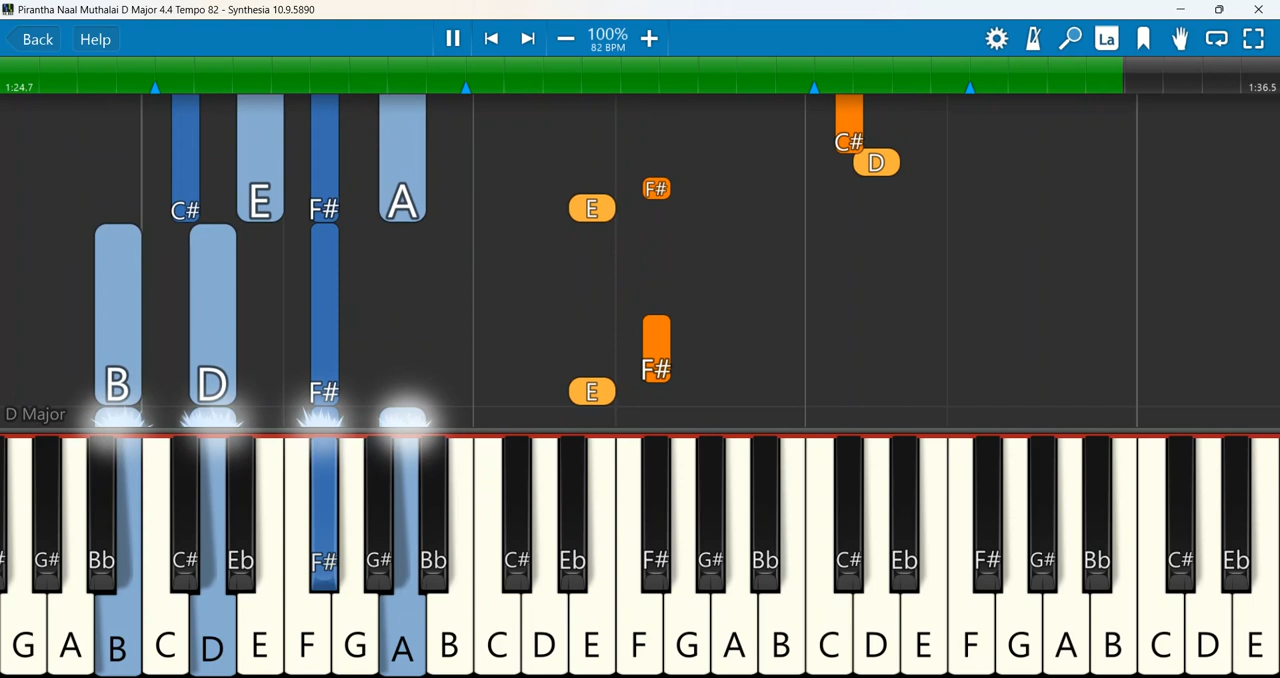 Pirantha Naal Muthalai D Major 4.4 Tempo 82 - Synthesia 10.9.5890
Back Help 100% La
82 BPM
1:24.7 1:36.5
C# E F# A E F# C# D
B D F# E F#
D Major
G# Bb C# Eb F# G# Bb C# Eb F# G# Bb C# Eb F# G# Bb C# Eb
G A B C D E F G A B C D E F G A B C D E F G A B C D E